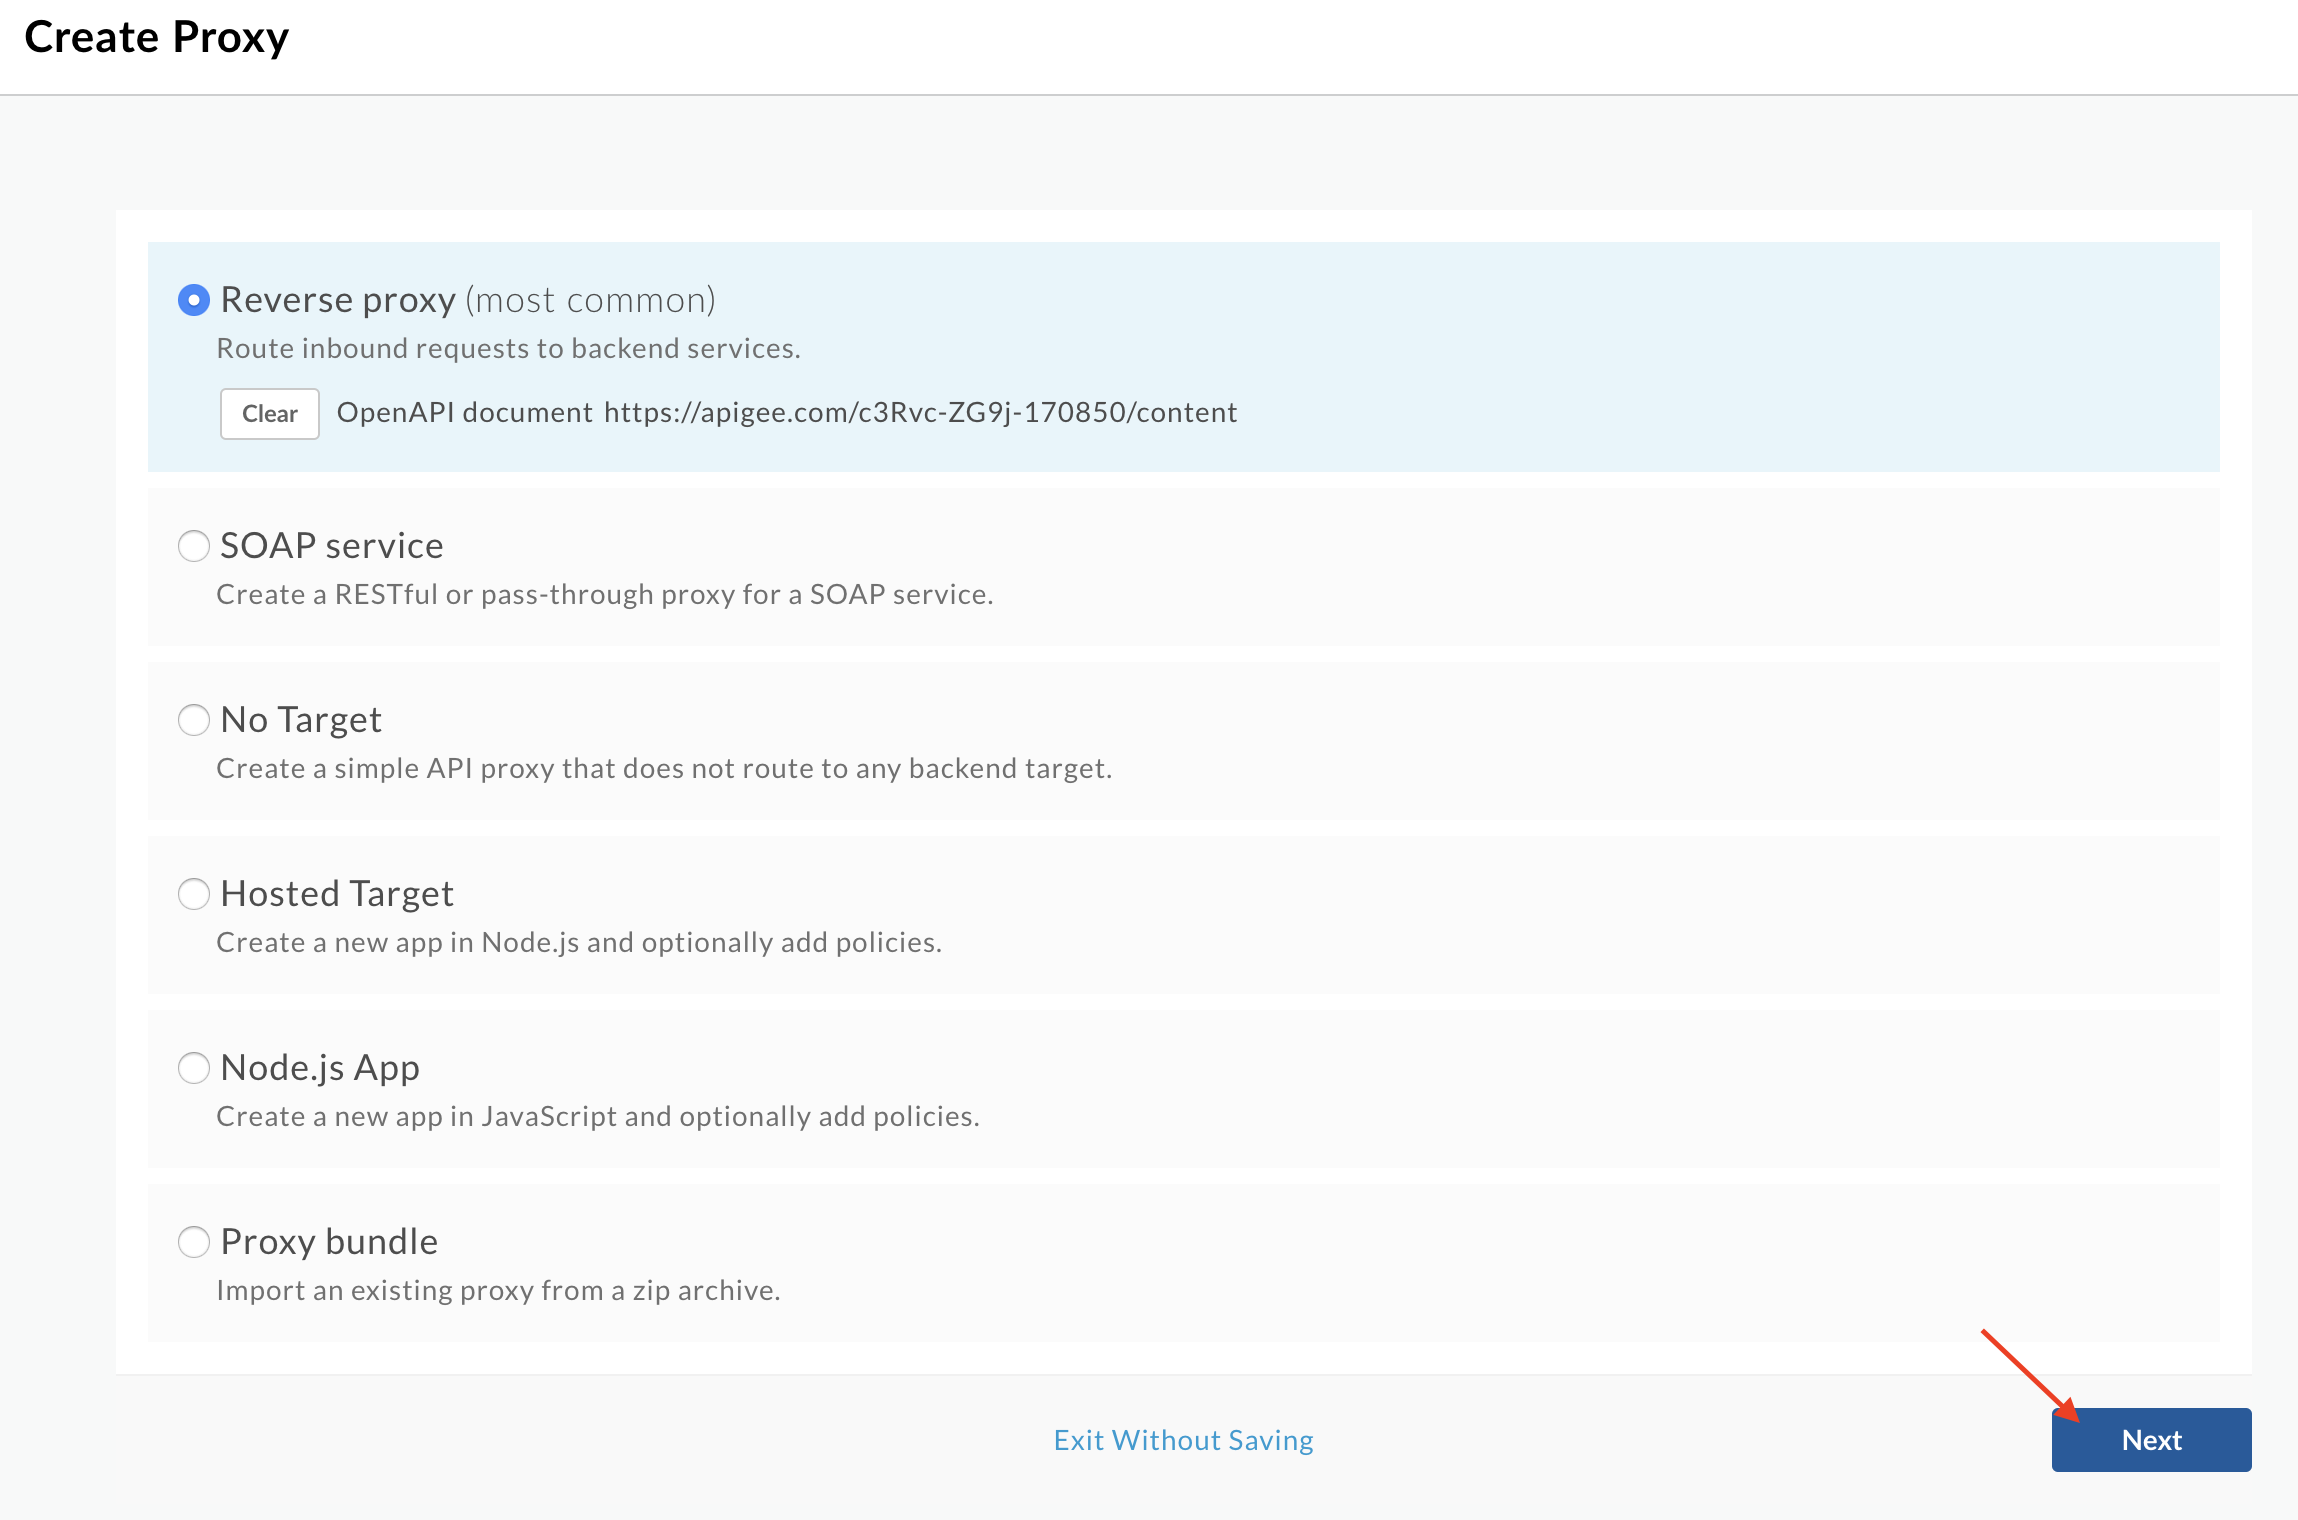 Create Proxy
Reverse proxy (most common)
Route inbound requests to backend services.
Clear OpenAPI document https://apigee.com/c3Rvc-ZG9j-170850/content
SOAP service
Create a RESTful or pass-through proxy for a SOAP service.
No Target
Create a simple API proxy that does not route to any backend target.
Hosted Target
Create a new app in Node.js and optionally add policies.
Node.js App
Create a new app in JavaScript and optionally add policies.
Proxy bundle
Import an existing proxy from a zip archive.
Exit Without Saving
Next